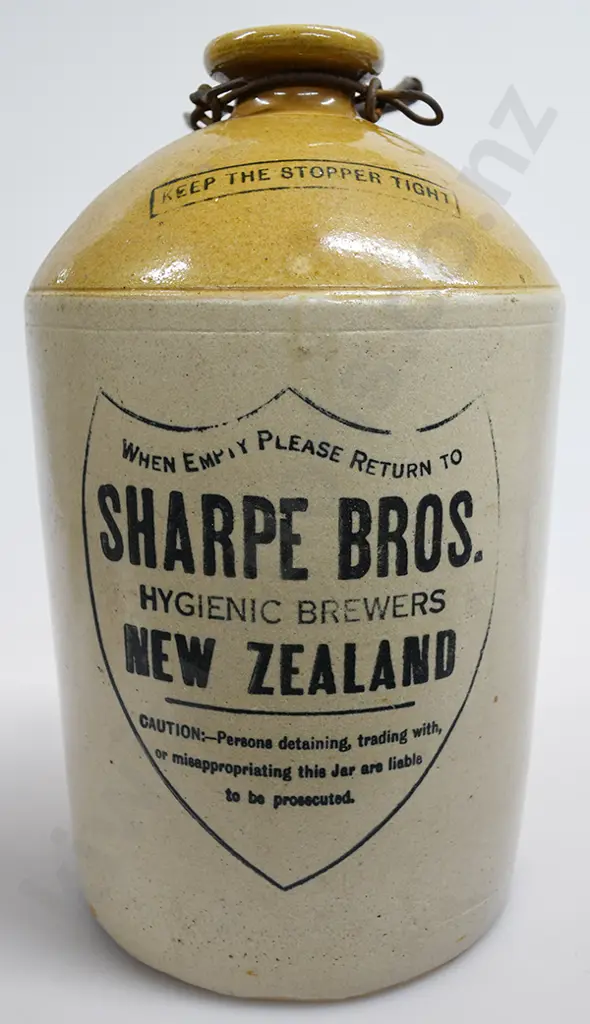 KEEP THE STOPPER TIGHT
WHEN EMPTY PLEASE RETURN TO
SHARPE BROS.
HYGIENIC BREWERS
NEW ZEALAND
CAUTION:—Persons detaining, trading with,
or misappropriating this Jar are liable
to be prosecuted.